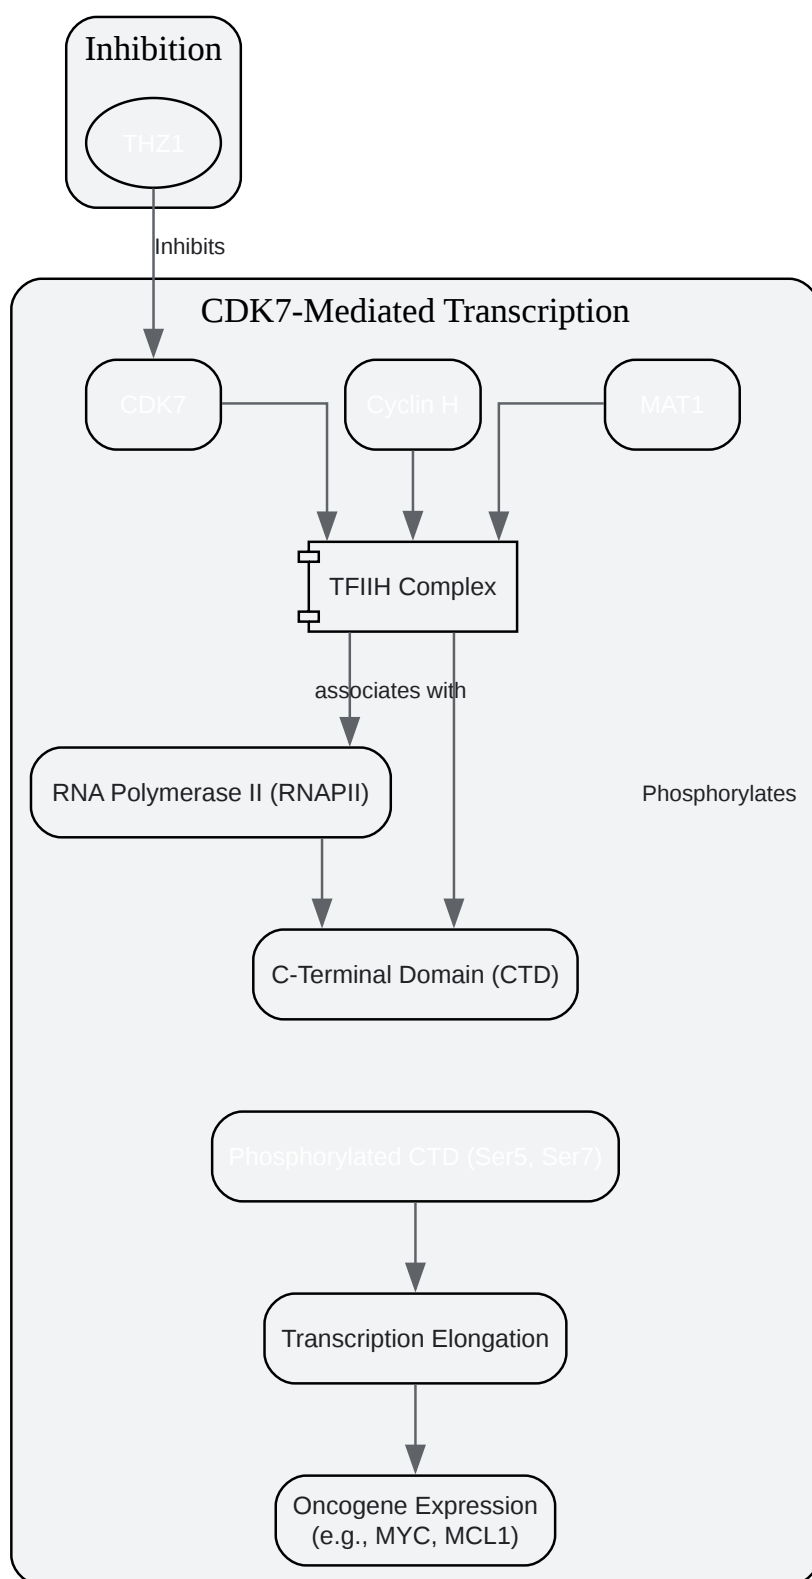 Inhibition
THZ1
Inhibits
CDK7-Mediated Transcription
CDK7
Cyclin H
MAT1
TFIIH Complex
associates with
RNA Polymerase II (RNAPII)
Phosphorylates
C-Terminal Domain (CTD)
Phosphorylated CTD (Ser5, Ser7)
Transcription Elongation
Oncogene Expression
(e.g., MYC, MCL1)